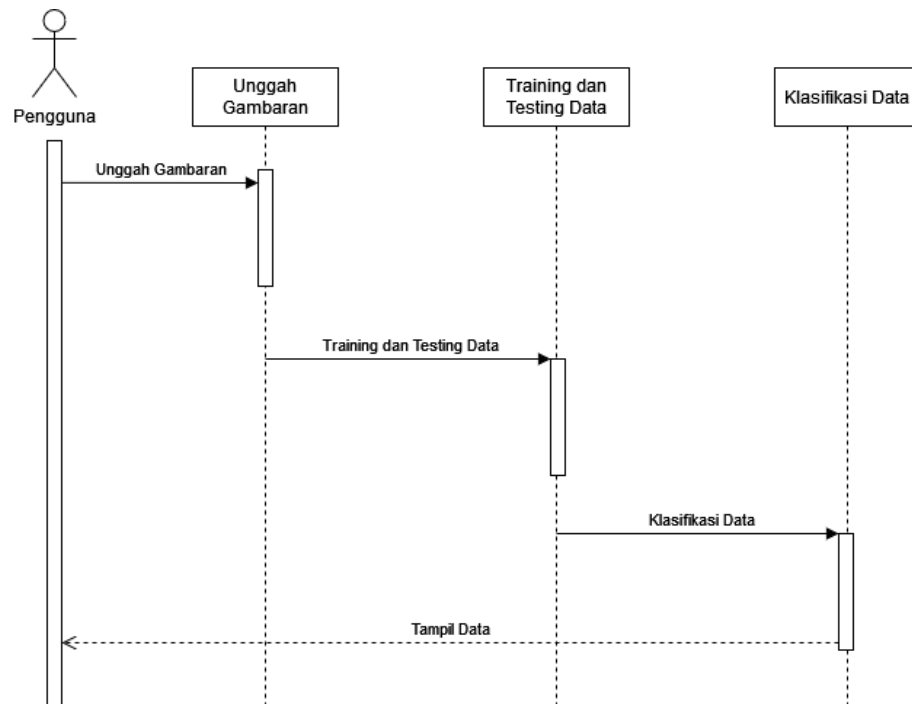 Pengguna
Unggah
Gambaran
Training dan
Testing Data
Klasifikasi Data
Unggah Gambaran
Training dan Testing Data
Klasifikasi Data
Tampil Data